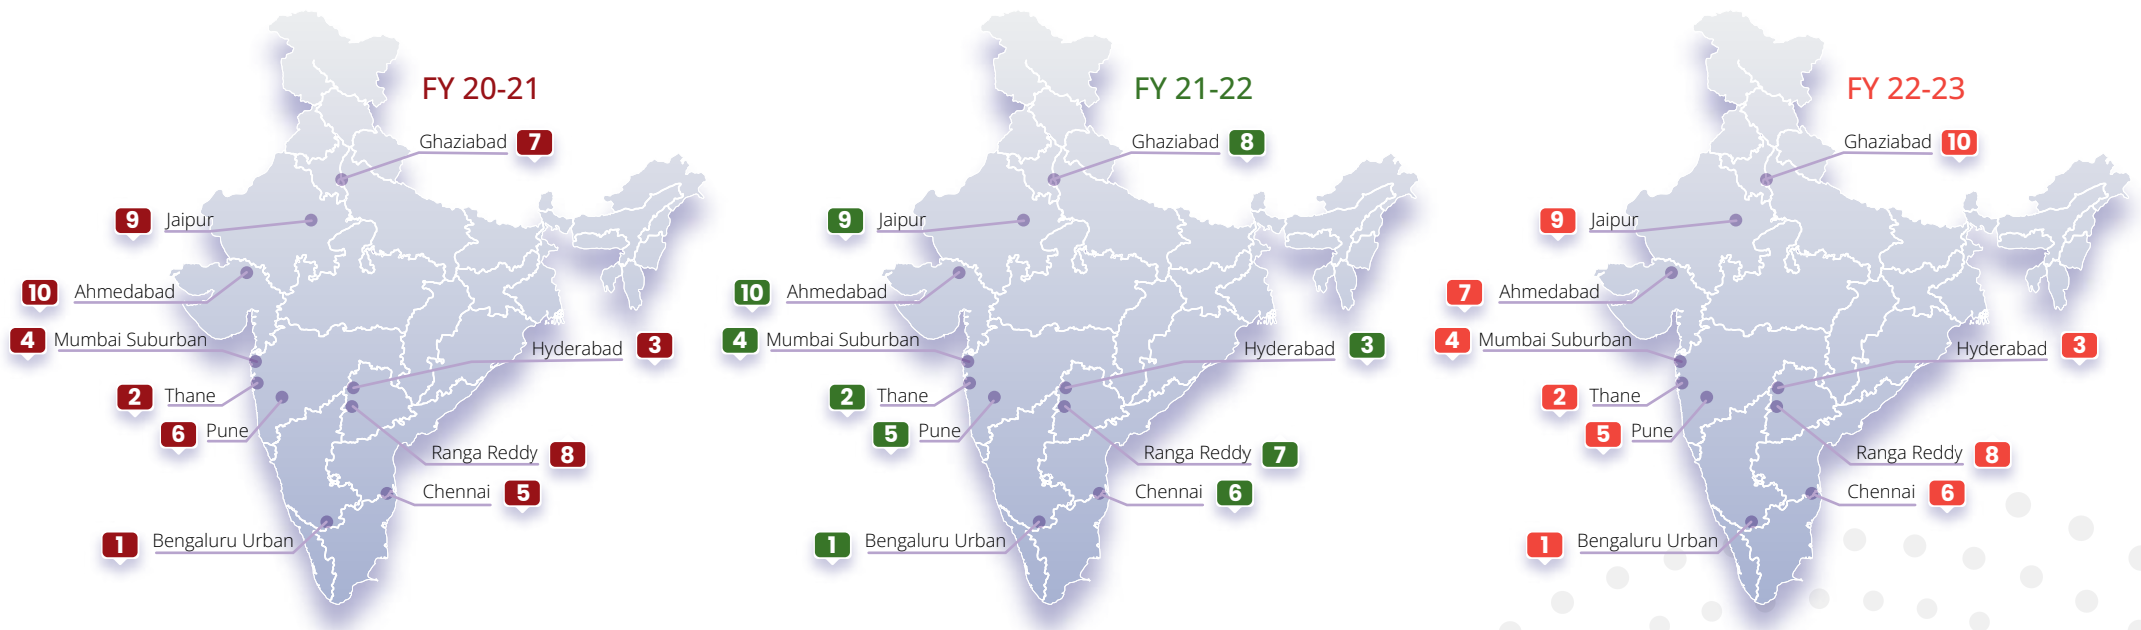 FY 20-21
Ghaziabad 7
9 Jaipur
10 Ahmedabad
4 Mumbai Suburban
Hyderabad 3
2 Thane
6 Pune
Ranga Reddy 8
Chennai 5
1 Bengaluru Urban
FY 21-22
Ghaziabad 8
9 Jaipur
10 Ahmedabad
4 Mumbai Suburban
Hyderabad 3
2 Thane
5 Pune
Ranga Reddy 7
Chennai 6
1 Bengaluru Urban
FY 22-23
Ghaziabad 10
9 Jaipur
7 Ahmedabad
4 Mumbai Suburban
Hyderabad 3
2 Thane
5 Pune
Ranga Reddy 8
Chennai 6
1 Bengaluru Urban